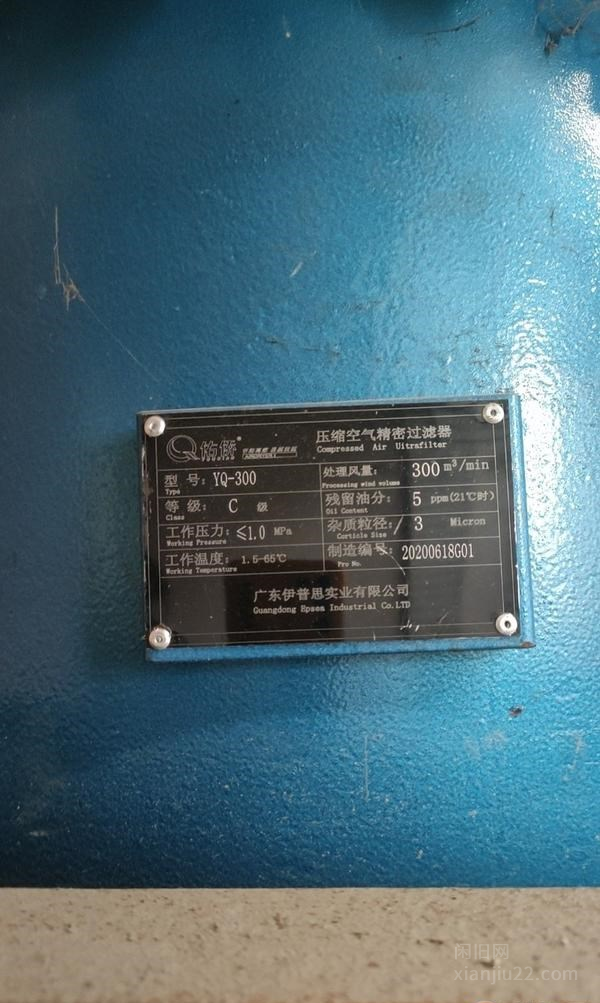 佑侨®
压缩空气精密过滤器
Compressed Air Uitrafilter
型 号: YQ-300
Type
处理风量: 300 m³/min
Processing wind volume
等 级: C 级
Class
残留油分: 5 ppm(21℃时)
Oil Content
工作压力: ≤1.0 MPa
Working Pressure:
杂质粒径: 3 Micron
Corticle Size
工作温度: 1.5-65℃
Working Temperature
制造编号: 20200618G01
Pro No.
广东伊普思实业有限公司
Guangdong Epsea Industrial Co.LTD
闲旧网
xianjiu22.com